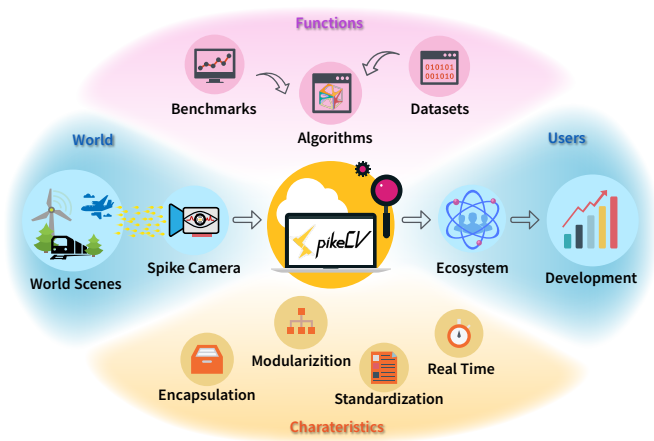 Functions
010101
001010
Benchmarks
Datasets
Algorithms
World
Users
spikeCV
World Scenes
Spike Camera
Ecosystem
Development
Modularizition
Real Time
Encapsulation
Standardization
Charateristics